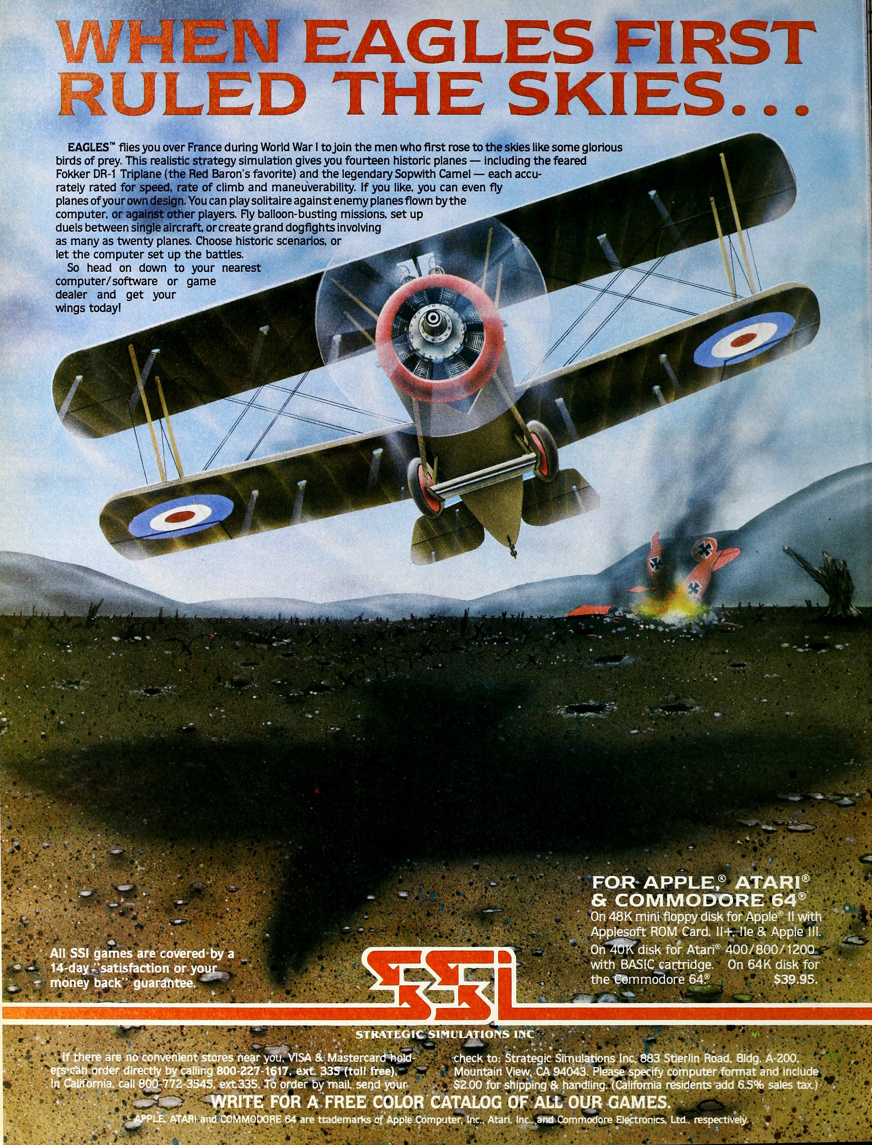 WHEN EAGLES FIRST
RULED THE SKIES...
EAGLES™ flies you over France during World War I to join the men who first rose to the skies like some glorious
birds of prey. This realistic strategy simulation gives you fourteen historic planes — including the feared
Fokker DR-1 Triplane (the Red Baron's favorite) and the legendary Sopwith Camel — each accu-
rately rated for speed, rate of climb and maneuverability. If you like, you can even fly
planes of your own design. You can play solitaire against enemy planes flown by the
computer, or against other players. Fly balloon-busting missions, set up
duels between single aircraft, or create grand dogfights involving
as many as twenty planes. Choose historic scenarios, or
let the computer set up the battles.
So head on down to your nearest
computer/software or game
dealer and get your
wings today!
FOR APPLE,® ATARI®
& COMMODORE 64®
On 48K mini floppy disk for Apple® II with
Applesoft ROM Card, II+, IIe & Apple III.
On 40K disk for Atari® 400/800/1200
with BASIC cartridge. On 64K disk for
the Commodore 64.® $39.95.
All SSI games are covered by a
14-day "satisfaction or your
money back" guarantee.
SSI
STRATEGIC SIMULATIONS INC
If there are no convenient stores near you, VISA & Mastercard hold-
ers can order directly by calling 800-227-1617, ext. 335 (toll free).
In California, call 800-772-3545, ext.335. To order by mail, send your
check to: Strategic Simulations Inc, 883 Stierlin Road, Bldg. A-200,
Mountain View, CA 94043. Please specify computer format and include
$2.00 for shipping & handling. (California residents add 6.5% sales tax.)
WRITE FOR A FREE COLOR CATALOG OF ALL OUR GAMES.
APPLE, ATARI and COMMODORE 64 are trademarks of Apple Computer, Inc., Atari, Inc., and Commodore Electronics, Ltd., respectively.